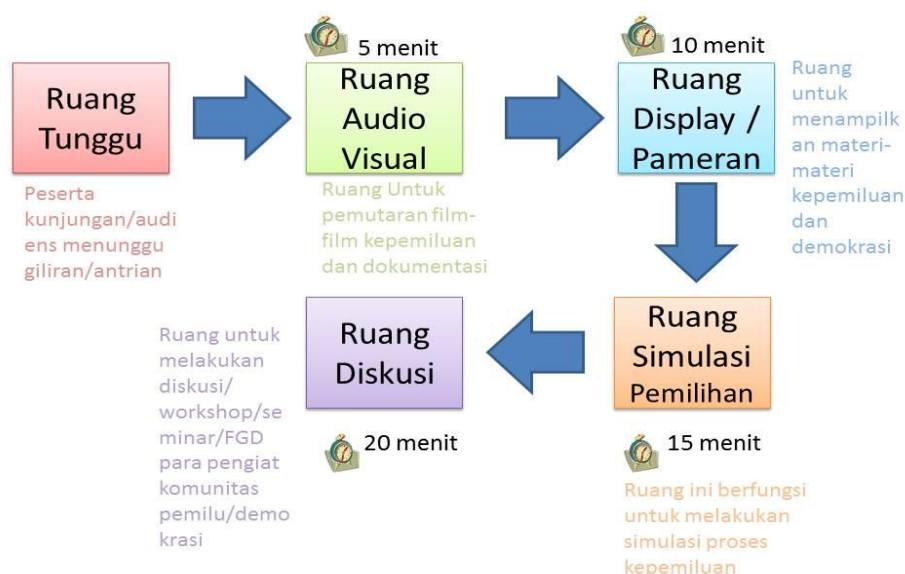 Ruang
Tunggu
Peserta
kunjungan/audi
ens menunggu
giliran/antrian
5 menit
Ruang
Audio
Visual
Ruang Untuk
pemutaran film-
film kepemiluan
dan dokumentasi
10 menit
Ruang
Display /
Pameran
Ruang
untuk
menampilk
an materi-
materi
kepemiluan
dan
demokrasi
Ruang
Simulasi
Pemilihan
15 menit
Ruang ini berfungsi
untuk melakukan
simulasi proses
kepemiluan
Ruang
Diskusi
20 menit
Ruang untuk
melakukan
diskusi/
workshop/se
minar/FGD
para pengiat
komunitas
pemilu/demo
krasi